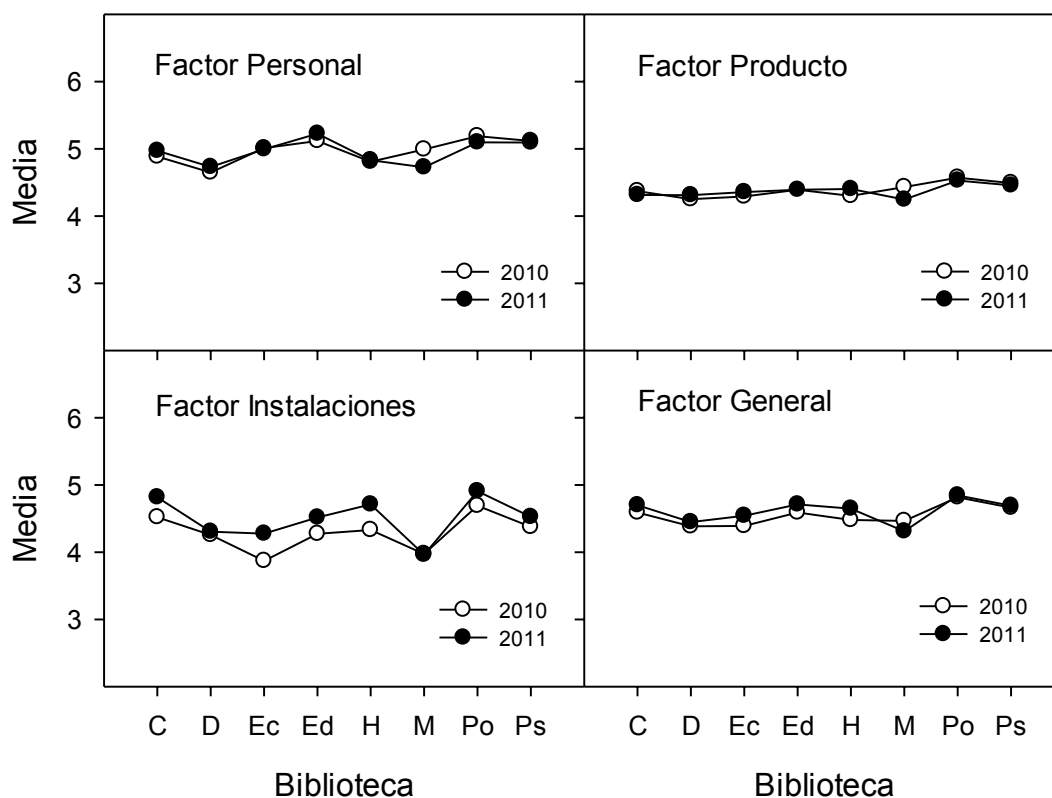 Factor Personal
Factor Producto
6
5
4
3
Media
2010
2011
2010
2011
Factor Instalaciones
Factor General
6
5
4
3
Media
2010
2011
2010
2011
C D Ec Ed H M Po Ps
C D Ec Ed H M Po Ps
Biblioteca
Biblioteca